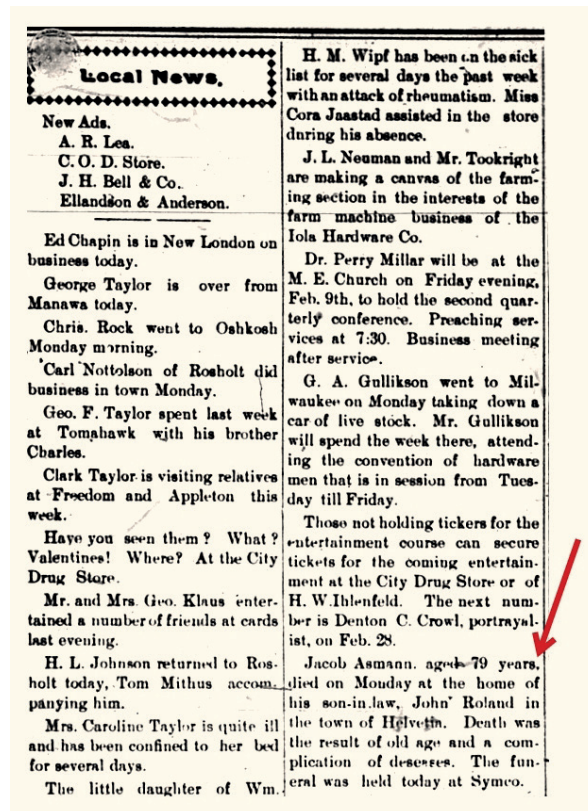 Local News.
New Ads.
A. R. Lea.
C. O. D. Store.
J. H. Bell & Co.
Ellandson & Anderson.
Ed Chapin is in New London on
business today.
George Taylor is over from
Manawa today.
Chris. Rock went to Oshkosh
Monday morning.
Carl Nottolson of Rosholt did
business in town Monday.
Geo. F. Taylor spent last week
at Tomahawk with his brother
Charles.
Clark Taylor is visiting relatives
at Freedom and Appleton this
week.
Have you seen them? What?
Valentines! Where? At the City
Drug Store.
Mr. and Mrs. Geo. Klaus enter-
tained a number of friends at cards
last evening.
H. L. Johnson returned to Ros-
holt today, Tom Mithus accom-
panying him.
Mrs. Caroline Taylor is quite ill
and has been confined to her bed
for several days.
The little daughter of Wm.
H. M. Wipf has been on the sick
list for several days the past week
with an attack of rheumatism. Miss
Cora Jaastad assisted in the store
during his absence.
J. L. Neuman and Mr. Tookright
are making a canvas of the farm-
ing section in the interests of the
farm machine business of the
Iola Hardware Co.
Dr. Perry Millar will be at the
M. E. Church on Friday evening,
Feb. 9th, to hold the second quar-
terly conference. Preaching ser-
vices at 7:30. Business meeting
after service.
G. A. Gullikson went to Mil-
waukee on Monday taking down a
car of live stock. Mr. Gullikson
will spend the week there, attend-
ing the convention of hardware
men that is in session from Tues-
day till Friday.
Those not holding tickers for the
entertainment course can secure
tickets for the coming entertain-
ment at the City Drug Store or of
H. W. Ihlenfeld. The next num-
ber is Denton C. Crowl, portrayal-
ist, on Feb. 28.
Jacob Asmann. aged 79 years,
died on Monday at the home of
his son-in.law, John Roland in
the town of Helvetia. Death was
the result of old age and a com-
plication of deseases. The fun-
eral was held today at Symco.